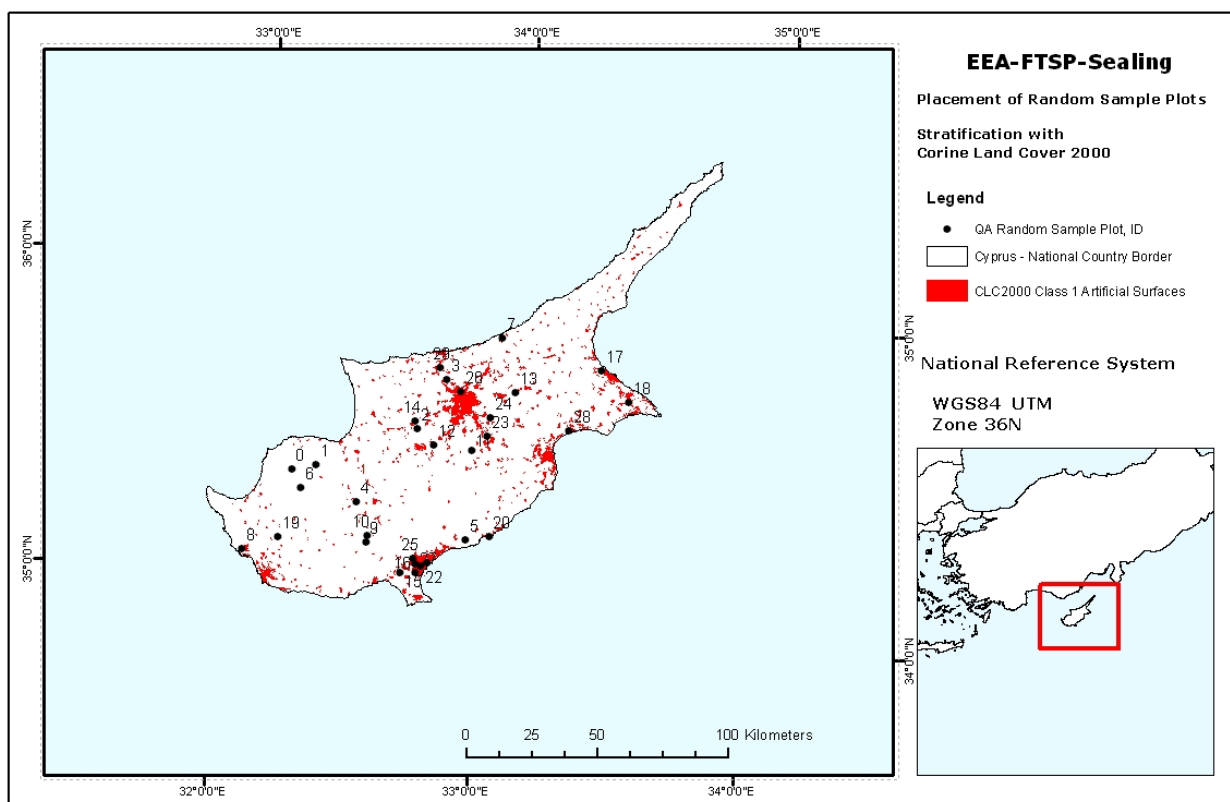 33°0'0"E
34°0'0"E
35°0'0"E
EEA-FTSP-Sealing
Placement of Random Sample Plots
Stratification with
Corine Land Cover 2000
Legend
QA Random Sample Plot, ID
Cyprus - National Country Border
CLC2000 Class 1 Artificial Surfaces
National Reference System
WGS84 UTM
Zone 36N
36°0'0"N
35°0'0"N
35°0'0"N
34°0'0"N
7
3
17
13
18
14
2
24
23
28
12
0
1
6
4
19
10
9
8
5
20
25
22
0 25 50 100 Kilometers
32°0'0"E
33°0'0"E
34°0'0"E